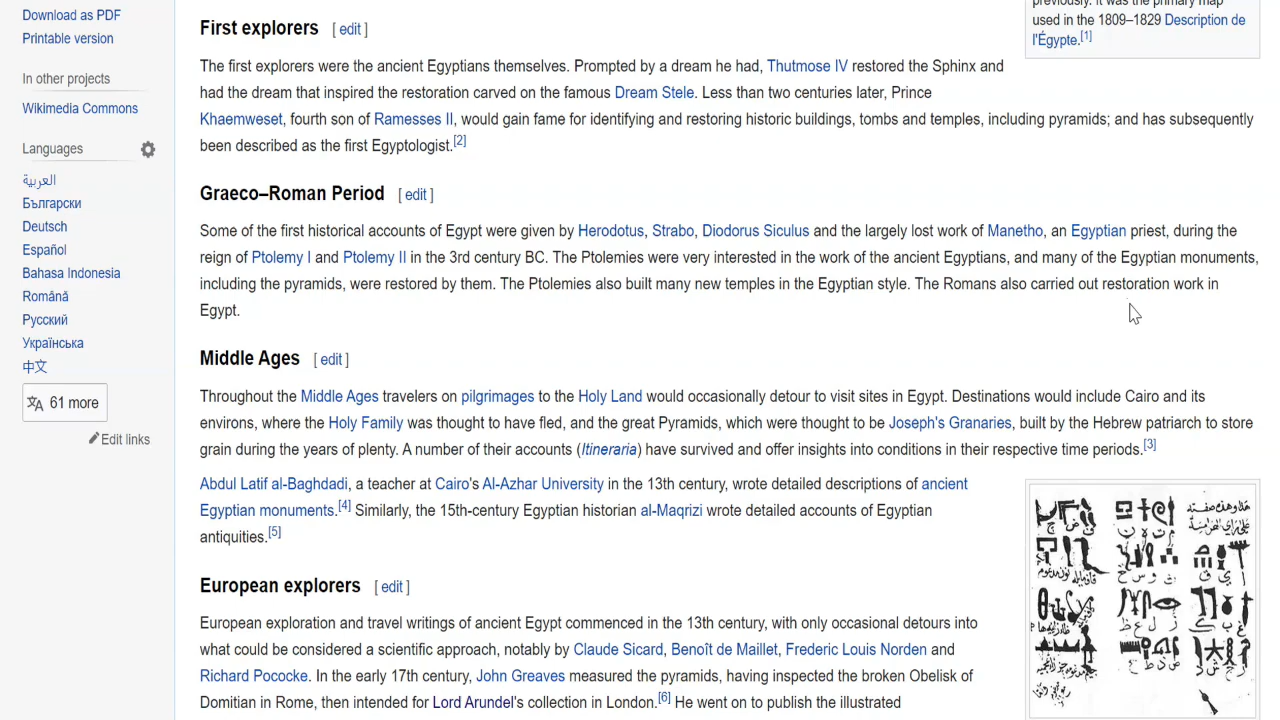 Download as PDF
Printable version
In other projects
Wikimedia Commons
Languages
العربية
Български
Deutsch
Español
Bahasa Indonesia
Română
Русский
Українська
中文
61 more
Edit links
previously. It was the primary map
used in the 1809–1829 Description de
l'Égypte.[1]
First explorers [ edit ]
The first explorers were the ancient Egyptians themselves. Prompted by a dream he had, Thutmose IV restored the Sphinx and
had the dream that inspired the restoration carved on the famous Dream Stele. Less than two centuries later, Prince
Khaemweset, fourth son of Ramesses II, would gain fame for identifying and restoring historic buildings, tombs and temples, including pyramids; and has subsequently
been described as the first Egyptologist.[2]
Graeco–Roman Period [ edit ]
Some of the first historical accounts of Egypt were given by Herodotus, Strabo, Diodorus Siculus and the largely lost work of Manetho, an Egyptian priest, during the
reign of Ptolemy I and Ptolemy II in the 3rd century BC. The Ptolemies were very interested in the work of the ancient Egyptians, and many of the Egyptian monuments,
including the pyramids, were restored by them. The Ptolemies also built many new temples in the Egyptian style. The Romans also carried out restoration work in
Egypt.
Middle Ages [ edit ]
Throughout the Middle Ages travelers on pilgrimages to the Holy Land would occasionally detour to visit sites in Egypt. Destinations would include Cairo and its
environs, where the Holy Family was thought to have fled, and the great Pyramids, which were thought to be Joseph's Granaries, built by the Hebrew patriarch to store
grain during the years of plenty. A number of their accounts (Itineraria) have survived and offer insights into conditions in their respective time periods.[3]
Abdul Latif al-Baghdadi, a teacher at Cairo's Al-Azhar University in the 13th century, wrote detailed descriptions of ancient
Egyptian monuments.[4] Similarly, the 15th-century Egyptian historian al-Maqrizi wrote detailed accounts of Egyptian
antiquities.[5]
European explorers [ edit ]
European exploration and travel writings of ancient Egypt commenced in the 13th century, with only occasional detours into
what could be considered a scientific approach, notably by Claude Sicard, Benoît de Maillet, Frederic Louis Norden and
Richard Pococke. In the early 17th century, John Greaves measured the pyramids, having inspected the broken Obelisk of
Domitian in Rome, then intended for Lord Arundel's collection in London.[6] He went on to publish the illustrated